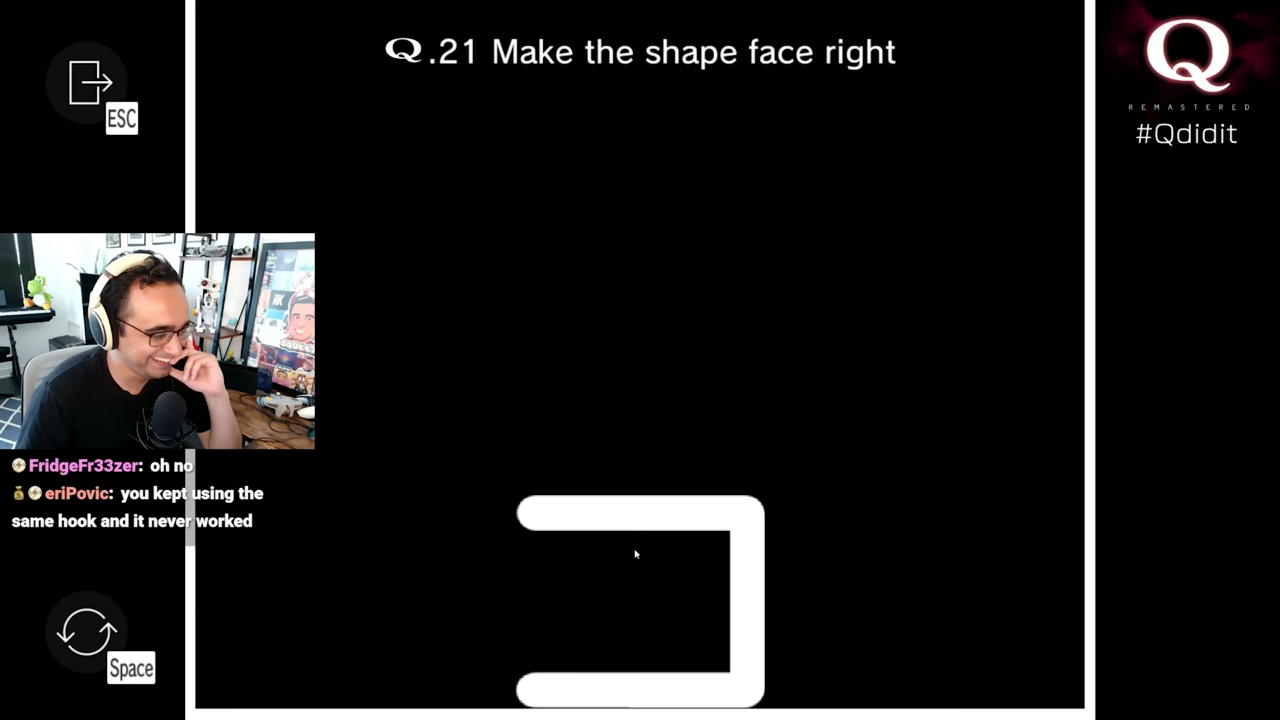 Q.21 Make the shape face right
ESC
Q
REMASTERED
#Qdidit
FridgeFr33zer: oh no
eriPovic: you kept using the
same hook and it never worked
Space